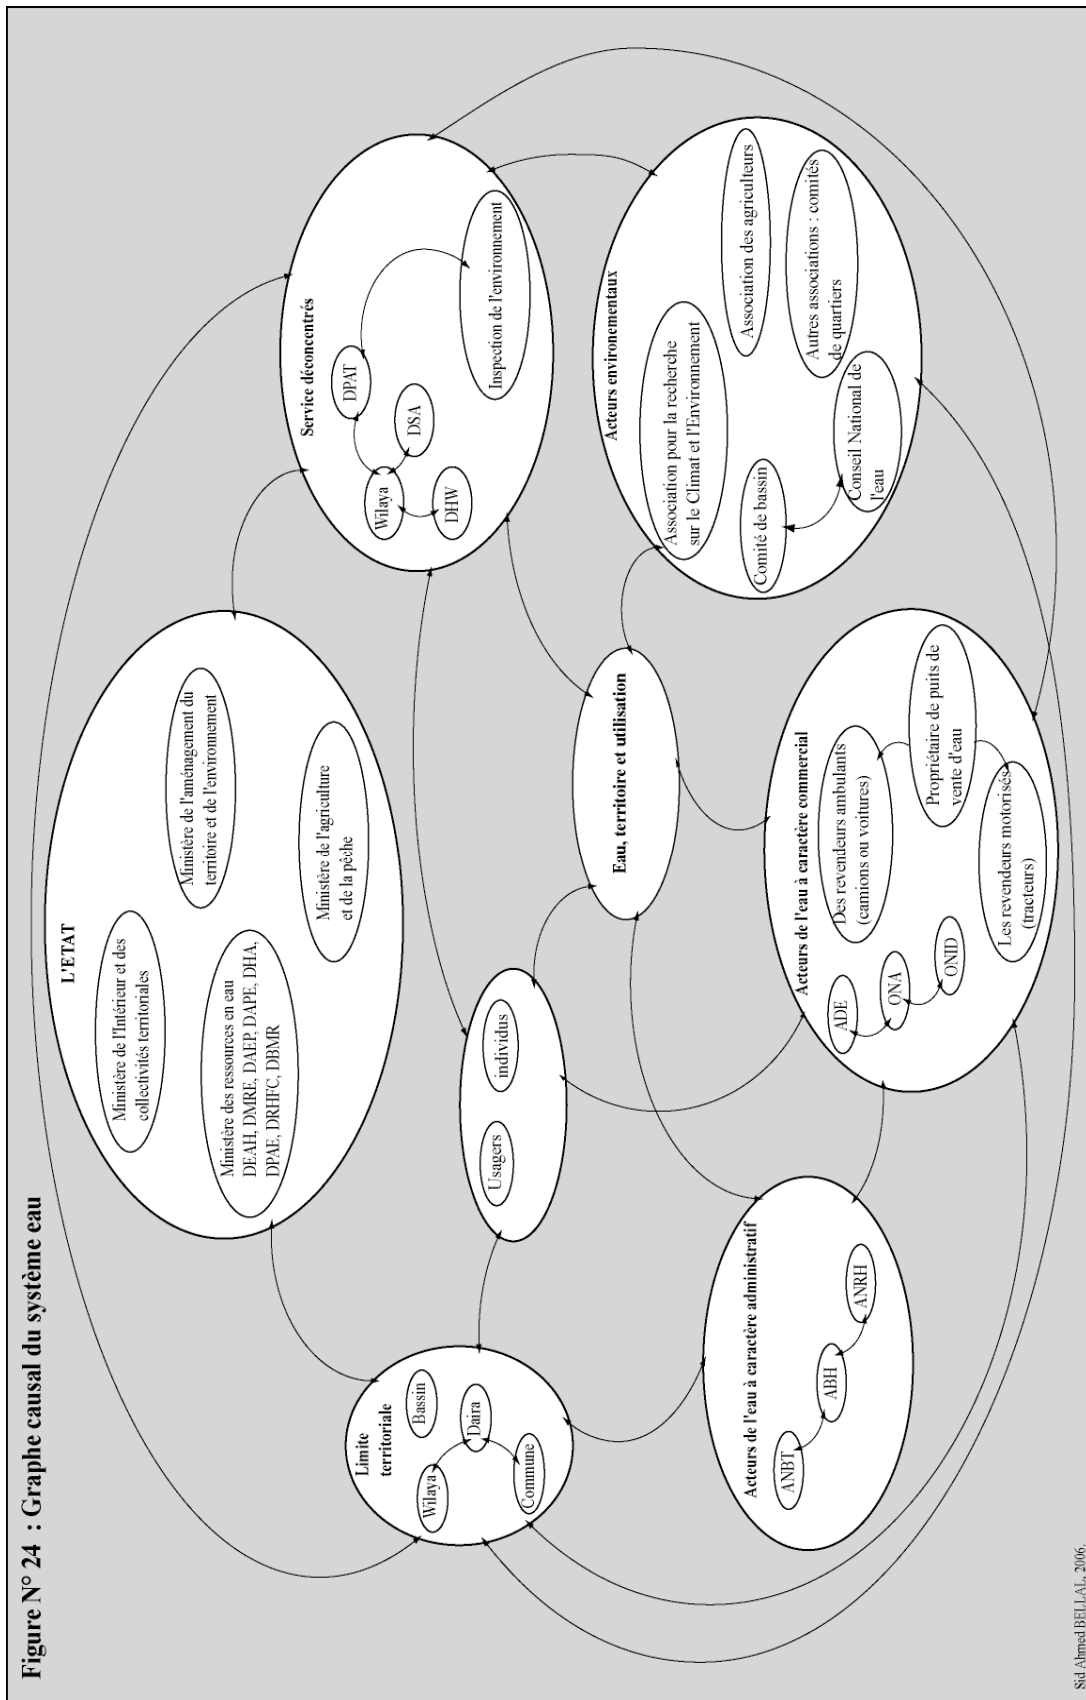 Figure N° 24 : Graphe causal du système eau
L'ETAT
Ministère de l'Intérieur et des
collectivités territoriales
Ministère de l'aménagement du
territoire et de l'environnement
Ministère des ressources en eau
DEAH, DMRE, DAEP, DAPE, DHA,
DPAE, DRHFC, DBMR
Ministère de l'agriculture
et de la pêche
Service déconcentrés
DPAT
Wilaya
DSA
DHW
Inspection de l'environnement
Limite
territoriale
Bassin
Wilaya
Daira
Commune
Usagers
individus
Eau, territoire et utilisation
Acteurs environementaux
Association pour la recherche
sur le Climat et l'Environnement
Association des agriculteurs
Comité de bassin
Autres associations : comités
de quartiers
Conseil National de
l'eau
Acteurs de l'eau à caractère administratif
ANBT
ABH
ANRH
Acteurs de l'eau à caractère commercial
ADE
ONA
ONID
Des revendeurs ambulants
(camions ou voitures)
Propriétaire de puits de
vente d'eau
Les revendeurs motorisés
(tracteurs)
Sid Ahmed BELLAL, 2006.